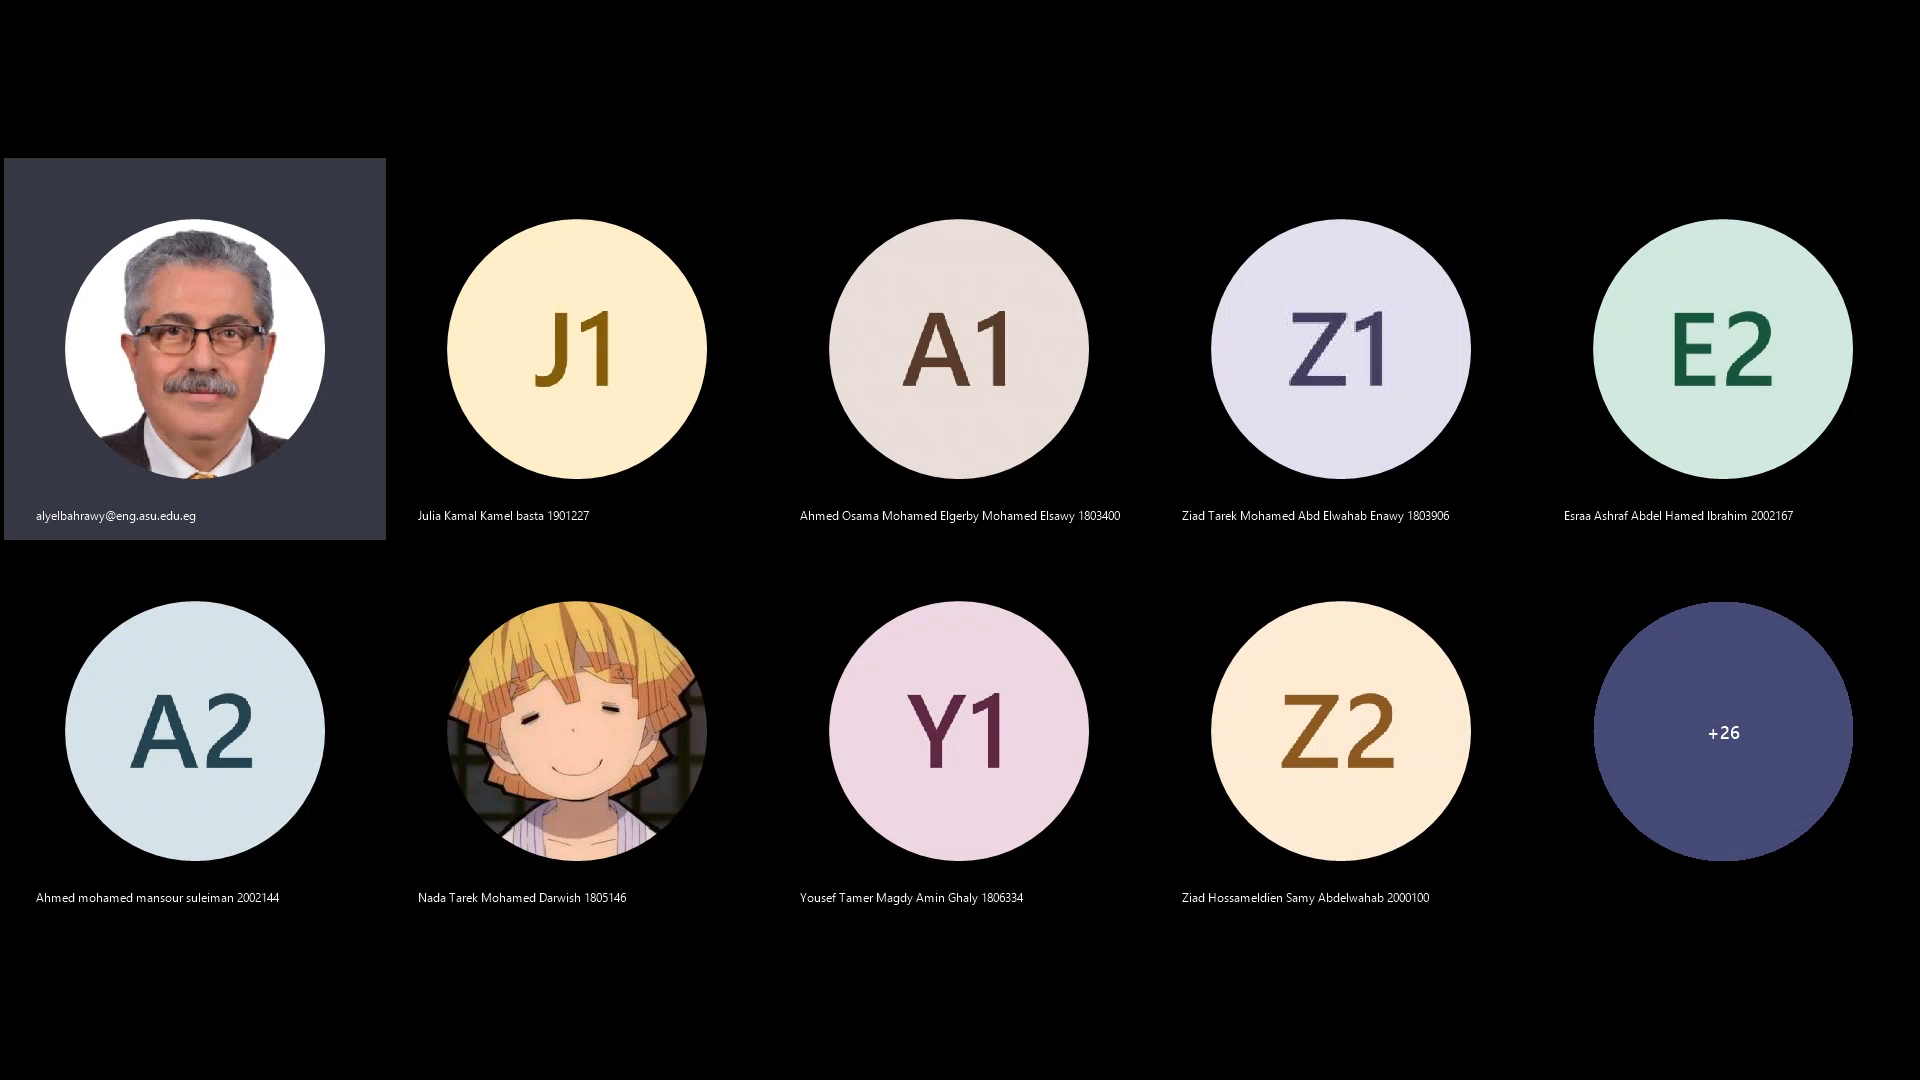 J1
A1
Z1
E2
alyelbahrawy@eng.asu.edu.eg
Julia Kamal Kamel basta 1901227
Ahmed Osama Mohamed Elgerby Mohamed Elsawy 1803400
Ziad Tarek Mohamed Abd Elwahab Enawy 1803906
Esraa Ashraf Abdel Hamed Ibrahim 2002167
A2
Y1
Z2
+26
Ahmed mohamed mansour suleiman 2002144
Nada Tarek Mohamed Darwish 1805146
Yousef Tamer Magdy Amin Ghaly 1806334
Ziad Hossameldien Samy Abdelwahab 2000100